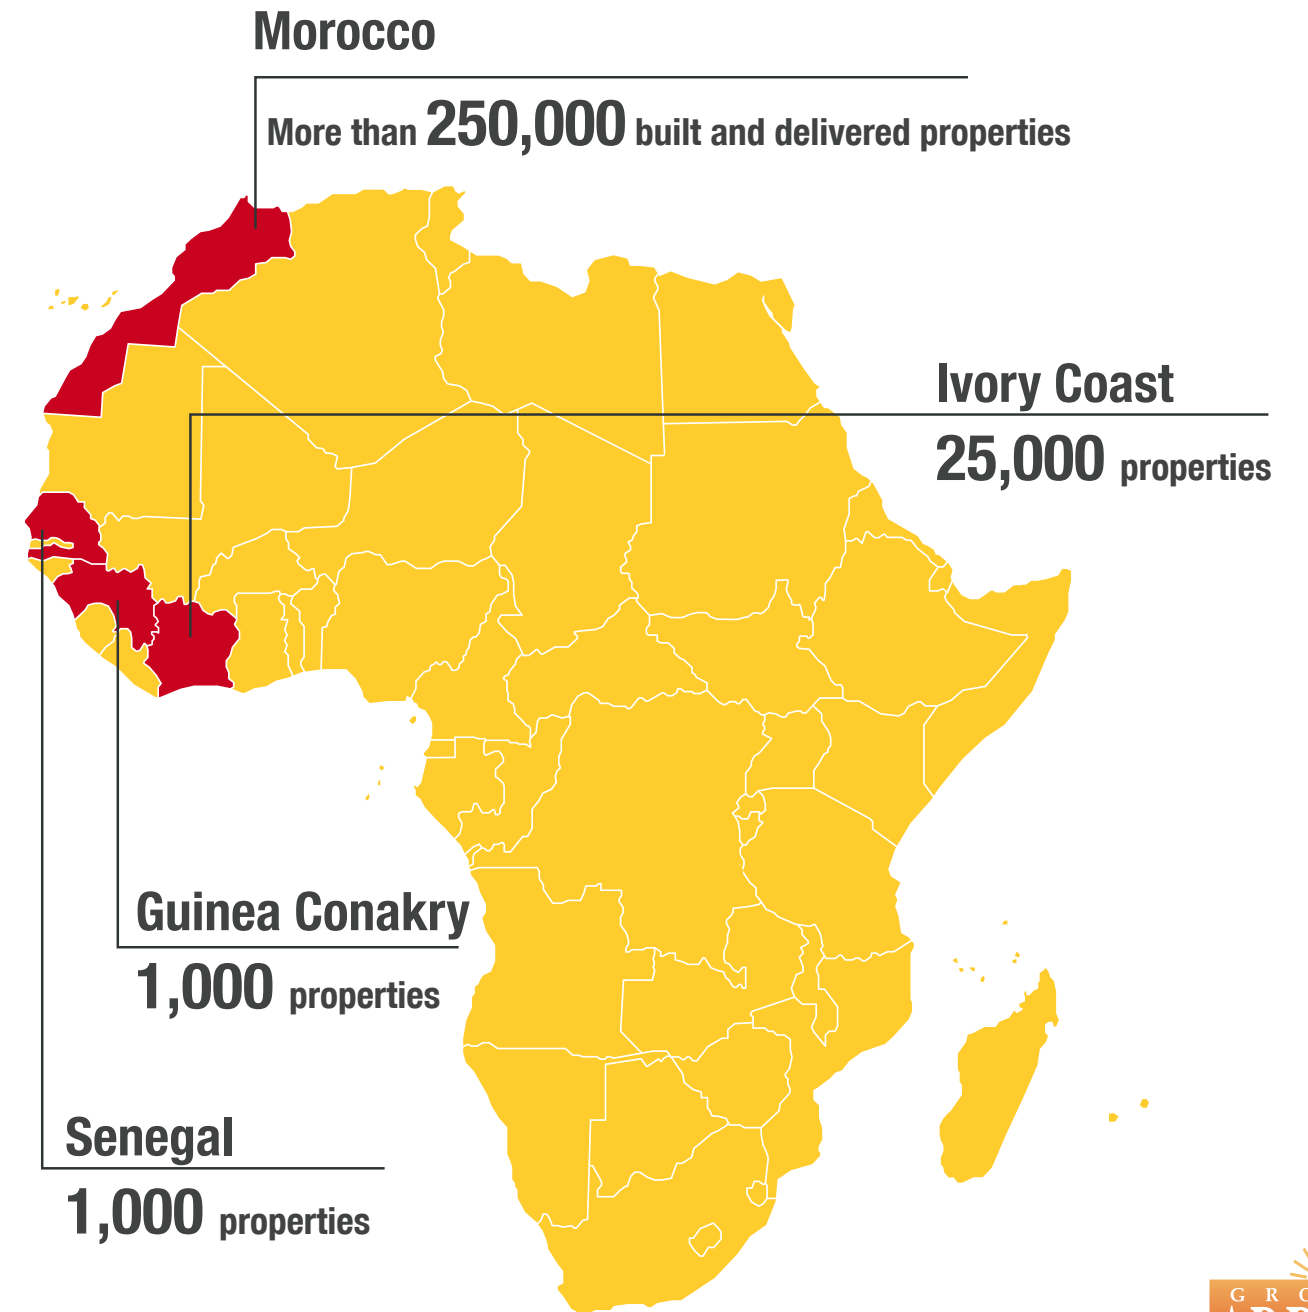 Morocco
More than 250,000 built and delivered properties
Ivory Coast
25,000 properties
Guinea Conakry
1,000 properties
Senegal
1,000 properties